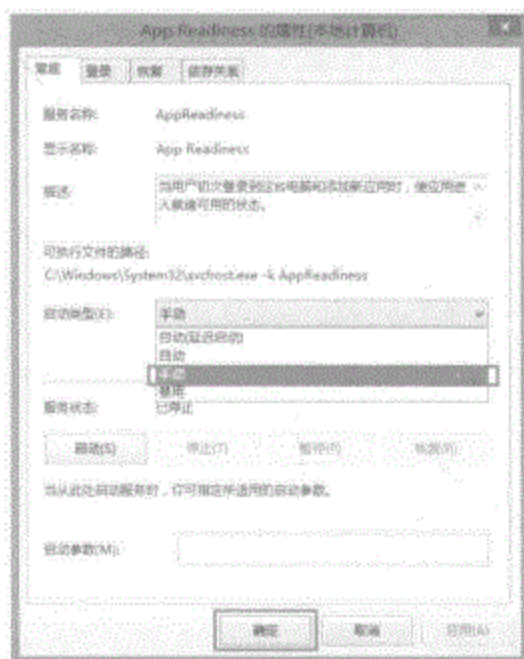 App Readiness 的属性(本地计算机)
常规 登录 恢复 依存关系
服务名称: AppReadiness
显示名称: App Readiness
描述: 当用户初次登录到这台电脑和添加新应用时，使应用进
入就绪可用的状态。
可执行文件的路径:
C:\Windows\System32\svchost.exe -k AppReadiness
启动类型(E): 手动
自动(延迟启动)
自动
手动
禁用
服务状态: 已停止
启动(S) 停止(T) 暂停(P) 恢复(R)
当从此处启动服务时，你可指定所适用的启动参数。
启动参数(M):
确定 取消 应用(A)